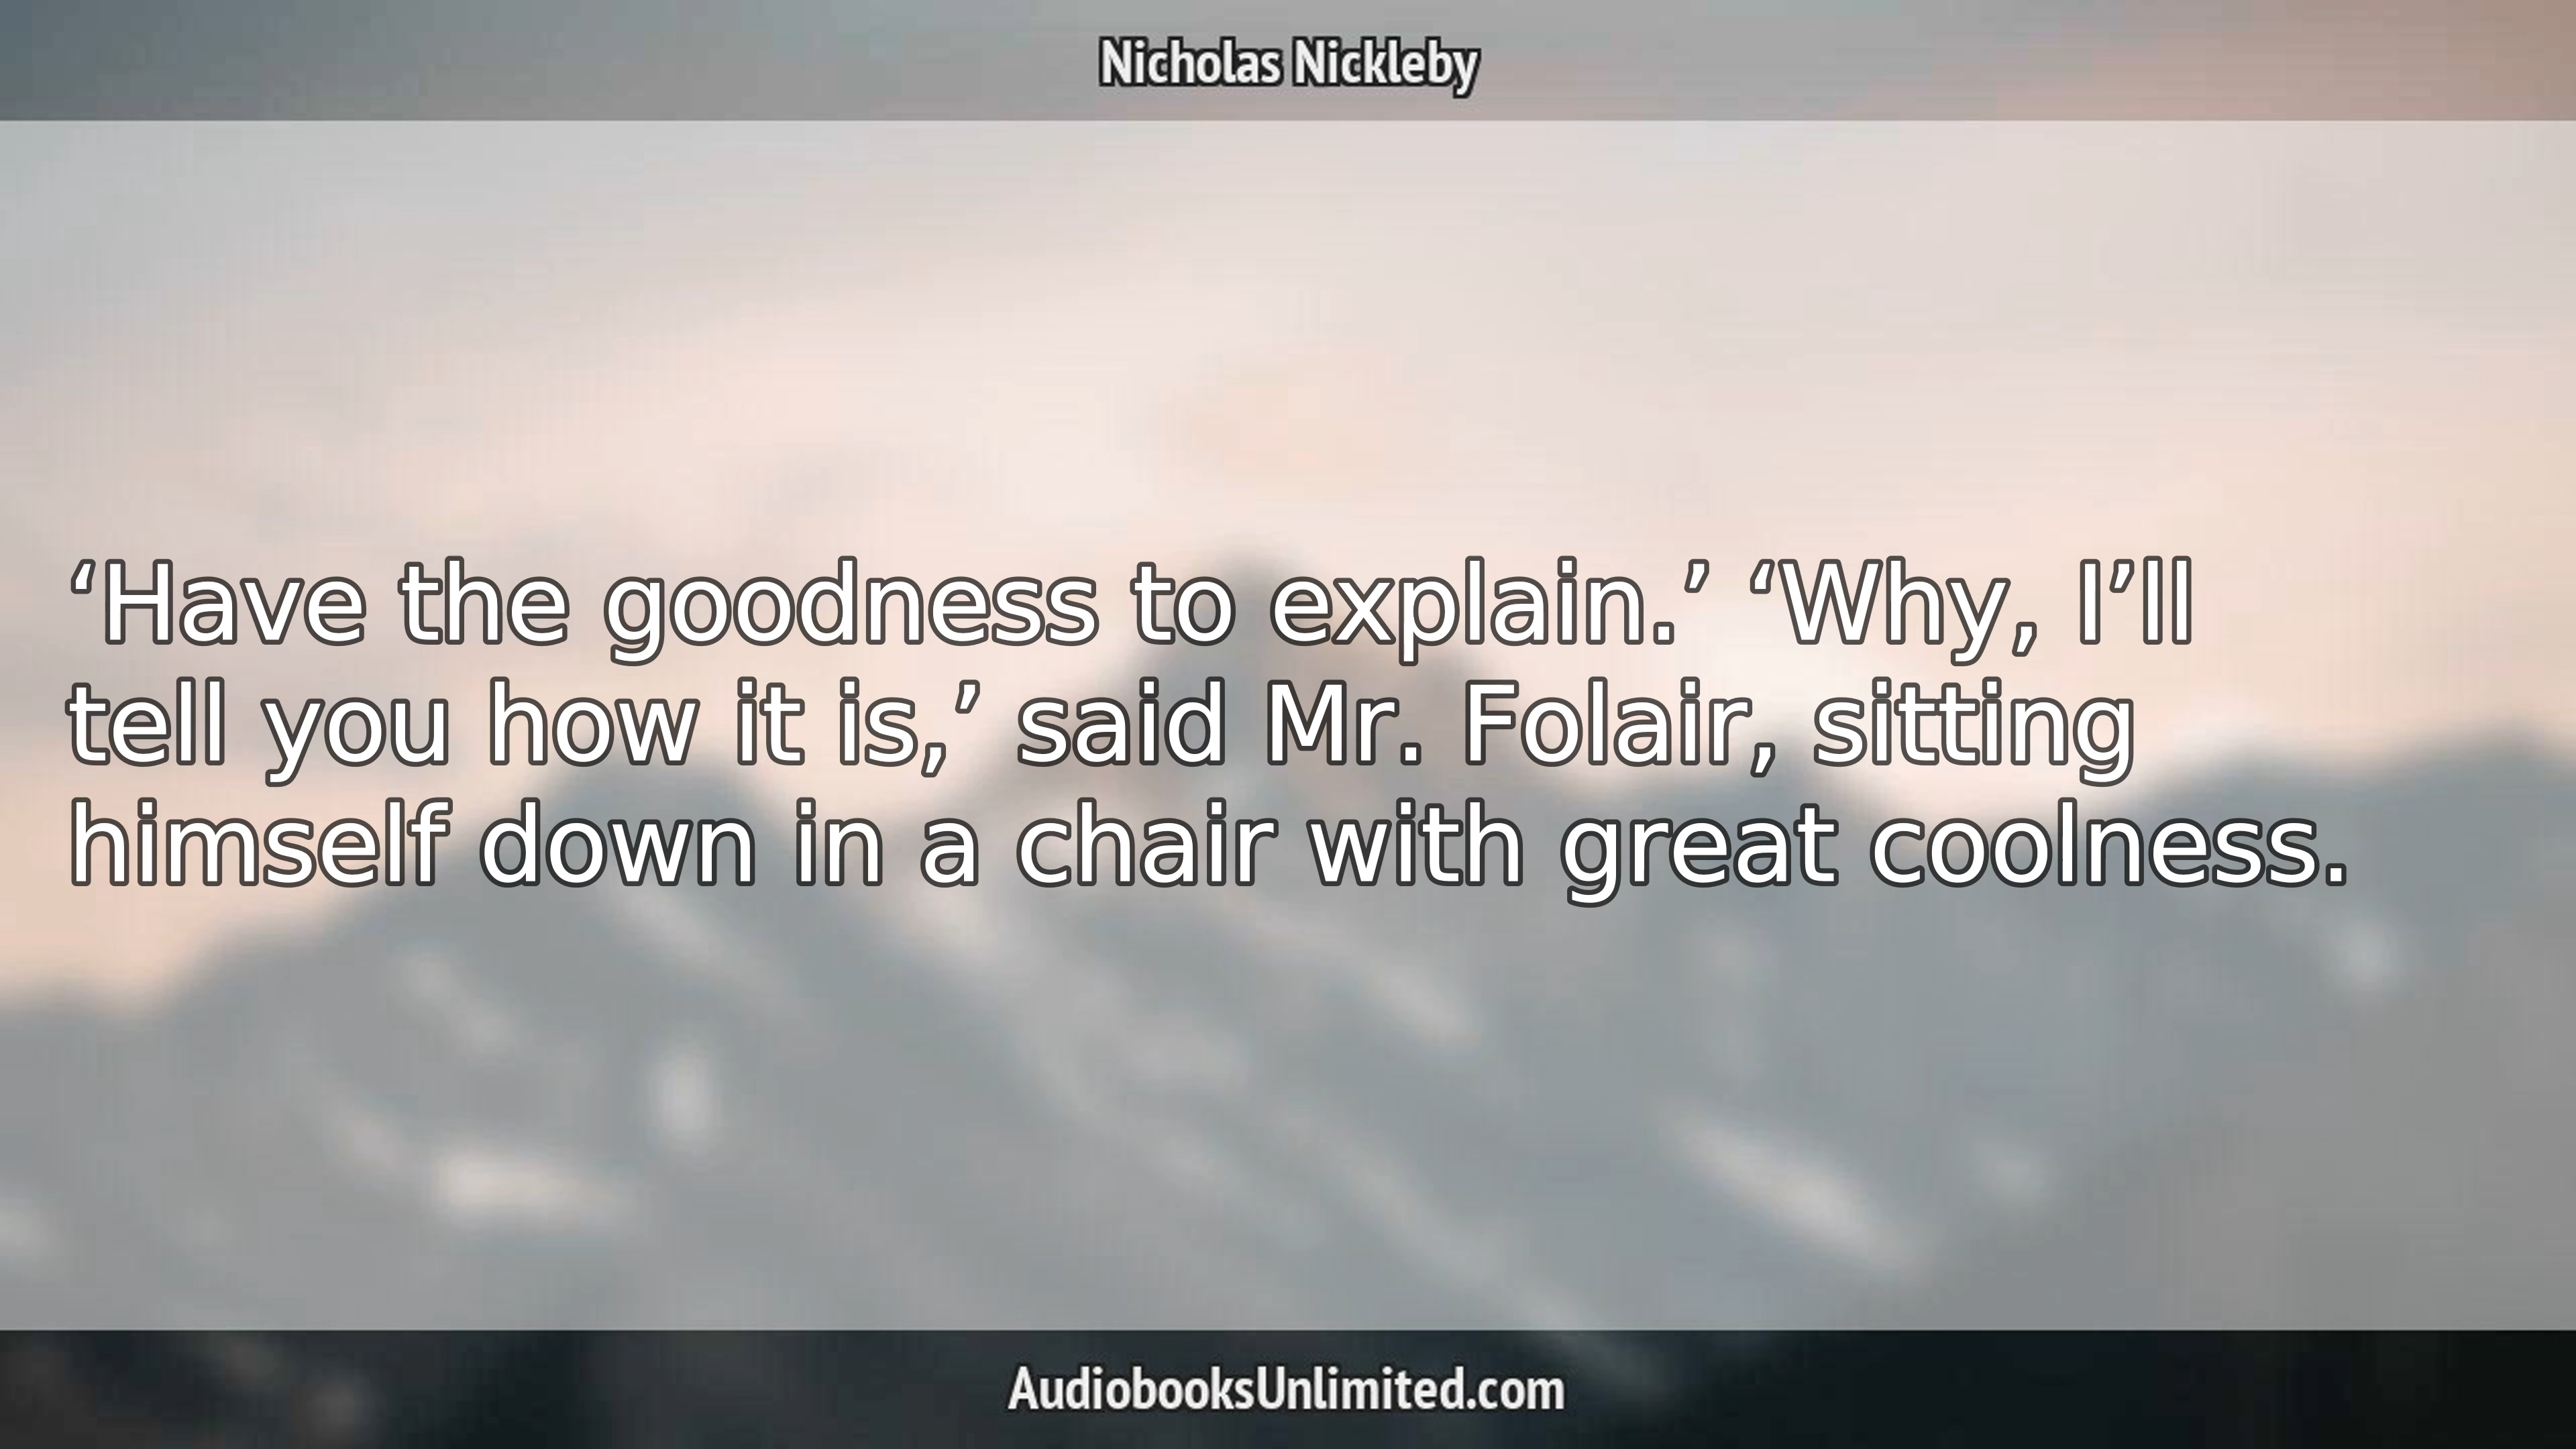 Nicholas Nickleby
‘Have the goodness to explain.’ ‘Why, I’ll
tell you how it is,’ said Mr. Folair, sitting
himself down in a chair with great coolness.
AudiobooksUnlimited.com